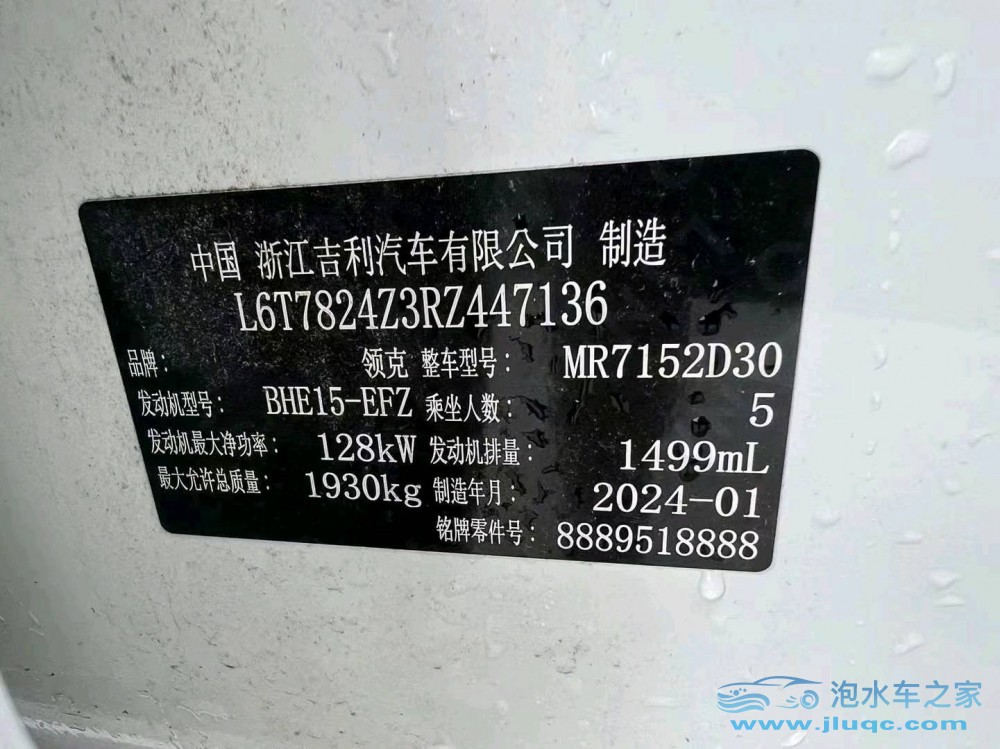 中国 浙江吉利汽车有限公司 制造
L6T7824Z3RZ447136
品牌： 领克 整车型号： MR7152D30
发动机型号： BHE15-EFZ 乘坐人数： 5
发动机最大净功率： 128kW 发动机排量： 1499mL
最大允许总质量： 1930kg 制造年月： 2024-01
铭牌零件号： 8889518888
泡水车之家
www.jluqc.com